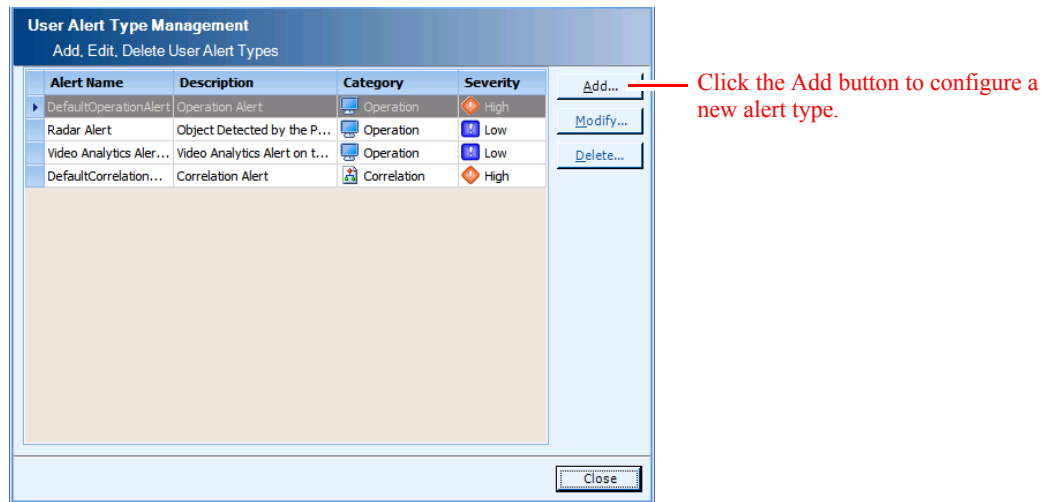 User Alert Type Management
Add, Edit, Delete User Alert Types
Alert Name Description Category Severity
DefaultOperationAlert Operation Alert Operation High
Radar Alert Object Detected by the P... Operation Low
Video Analytics Aler... Video Analytics Alert on t... Operation Low
DefaultCorrelation... Correlation Alert Correlation High
Add...
Modify...
Delete...
Close
Click the Add button to configure a
new alert type.